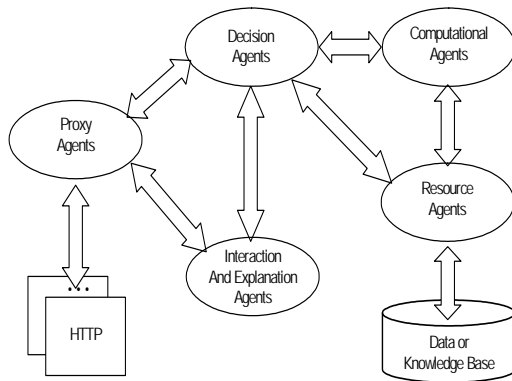 Decision
Agents
Computational
Agents
Proxy
Agents
Resource
Agents
Interaction
And Explanation
Agents
...
HTTP
Data or
Knowledge Base